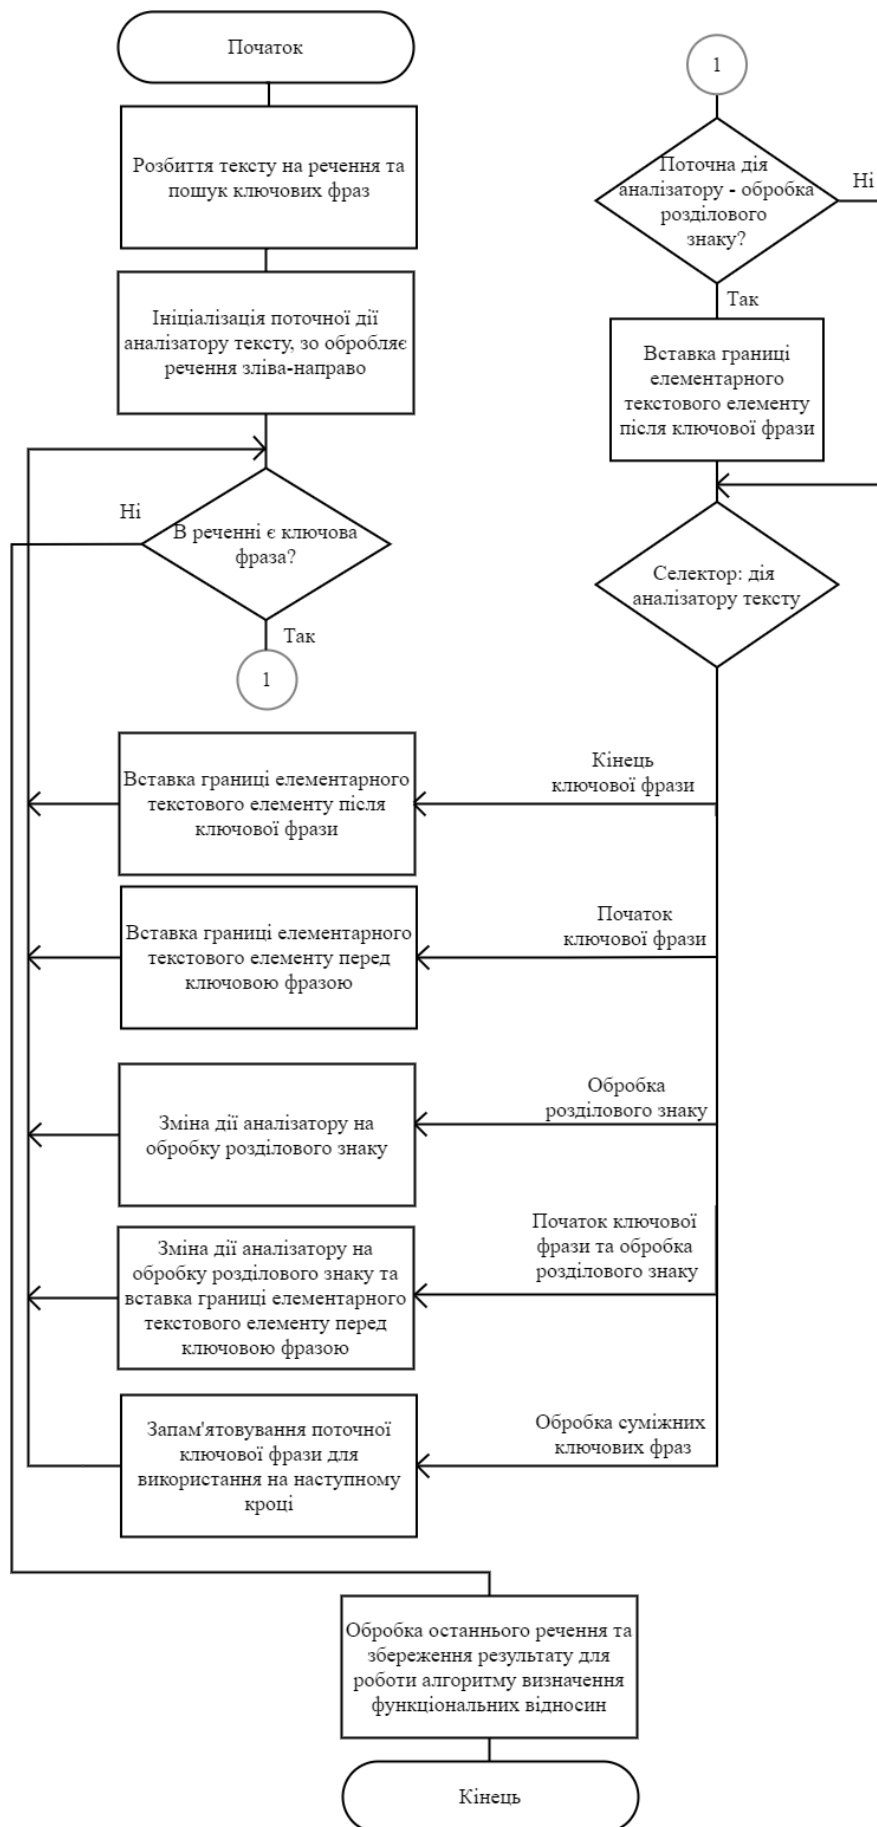 Початок
Розбиття тексту на речення та
пошук ключових фраз
Ініціалізація поточної дії
аналізатору тексту, зо обробляє
речення зліва-направо
Ні
В реченні є ключова
фраза?
Так
1
1
Поточна дія
аналізатору - обробка
розділового
знаку?
Ні
Так
Вставка границі
елементарного
текстового елементу
після ключової фрази
Селектор: дія
аналізатору тексту
Кінець
ключової фрази
Вставка границі елементарного
текстового елементу після
ключової фрази
Початок
ключової фрази
Вставка границі елементарного
текстового елементу перед
ключовою фразою
Обробка
розділового знаку
Зміна дії аналізатору на
обробку розділового знаку
Початок ключової
фрази та обробка
розділового знаку
Зміна дії аналізатору на
обробку розділового знаку та
вставка границі елементарного
текстового елементу перед
ключовою фразою
Обробка суміжних
ключових фраз
Запам'ятовування поточної
ключової фрази для
використання на наступному
кроці
Обробка останнього речення та
збереження результату для
роботи алгоритму визначення
функціональних відносин
Кінець